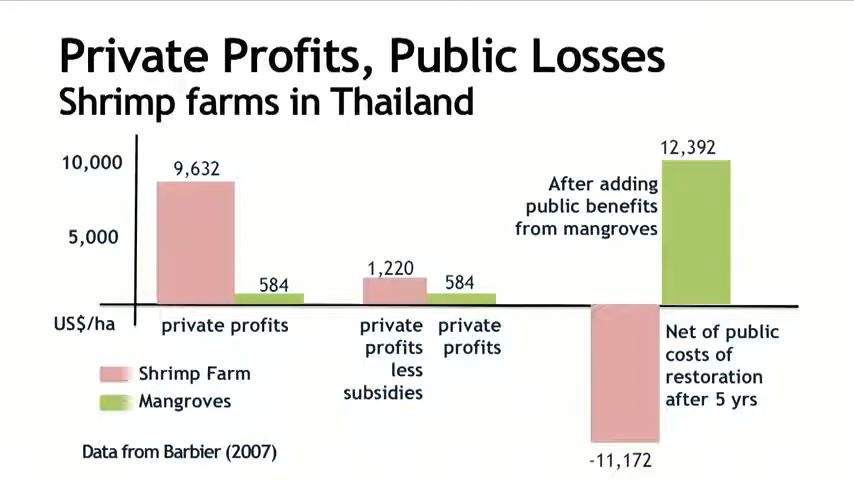 Private Profits, Public Losses
Shrimp farms in Thailand
10,000
5,000
US$/ha
9,632
584
private profits
1,220
584
private
profits
less
subsidies
private
profits
After adding
public benefits
from mangroves
12,392
Net of public
costs of
restoration
after 5 yrs
-11,172
Shrimp Farm
Mangroves
Data from Barbier (2007)